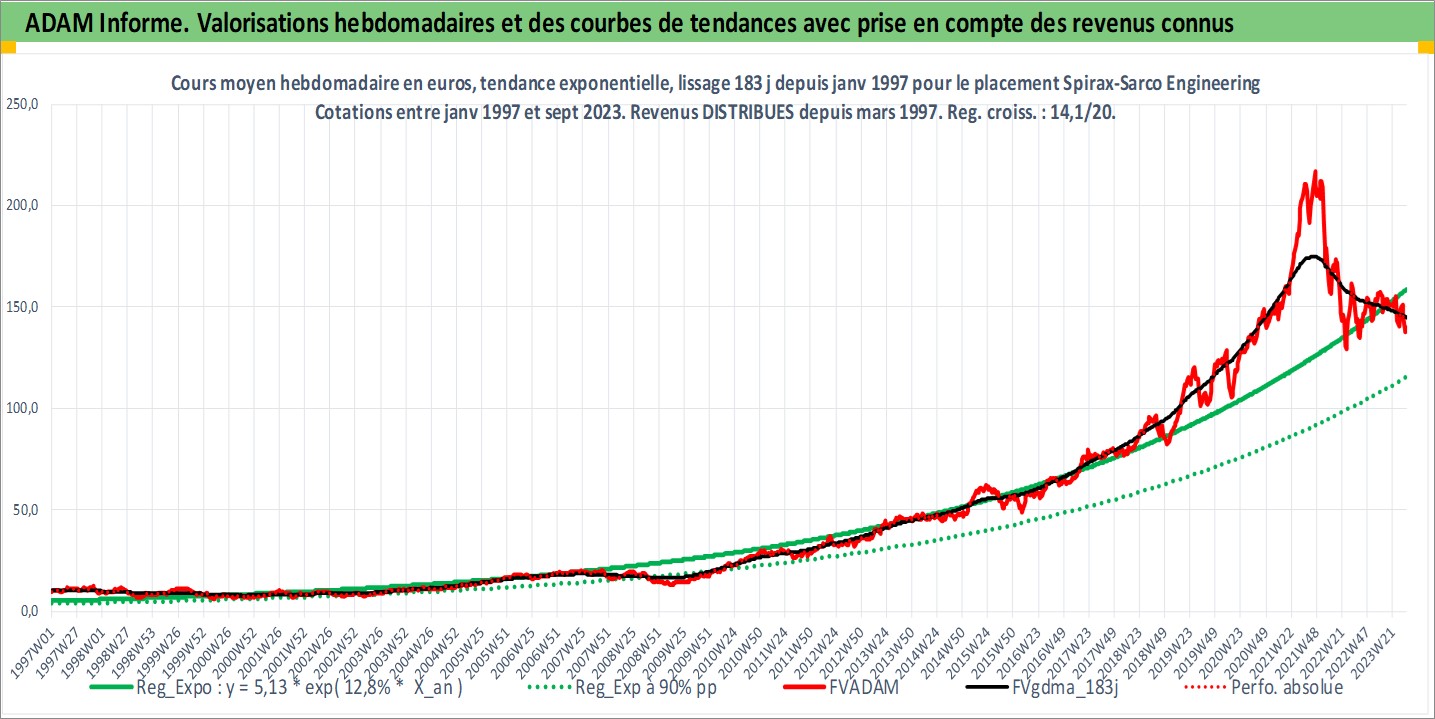 ADAM Informe. Valorisations hebdomadaires et des courbes de tendances avec prise en compte des revenus connus
Cours moyen hebdomadaire en euros, tendance exponentielle, lissage 183 j depuis janv 1997 pour le placement Spirax-Sarco Engineering
Cotations entre janv 1997 et sept 2023. Revenus DISTRIBUES depuis mars 1997. Reg. croiss. : 14,1/20.
250,0
200,0
150,0
100,0
50,0
0,0
1997W01 1997W27 1998W01 1998W27 1998W53 1999W26 1999W52 2000W26 2000W52 2001W26 2001W52 2002W26 2002W52 2003W26 2003W52 2004W26 2004W52 2005W25 2005W51 2006W25 2006W51 2007W25 2007W51 2008W25 2008W51 2009W25 2009W51 2010W24 2010W50 2011W24 2011W50 2012W24 2012W50 2013W24 2013W50 2014W24 2014W50 2015W24 2015W50 2016W23 2016W49 2017W23 2017W49 2018W23 2018W49 2019W23 2019W49 2020W23 2020W49 2021W22 2021W48 2022W21 2022W47 2023W21
Reg_Expo : y = 5,13 * exp( 12,8% * X_an ) Reg_Exp à 90% pp FVADAM FVgdma_183j Perfo. absolue